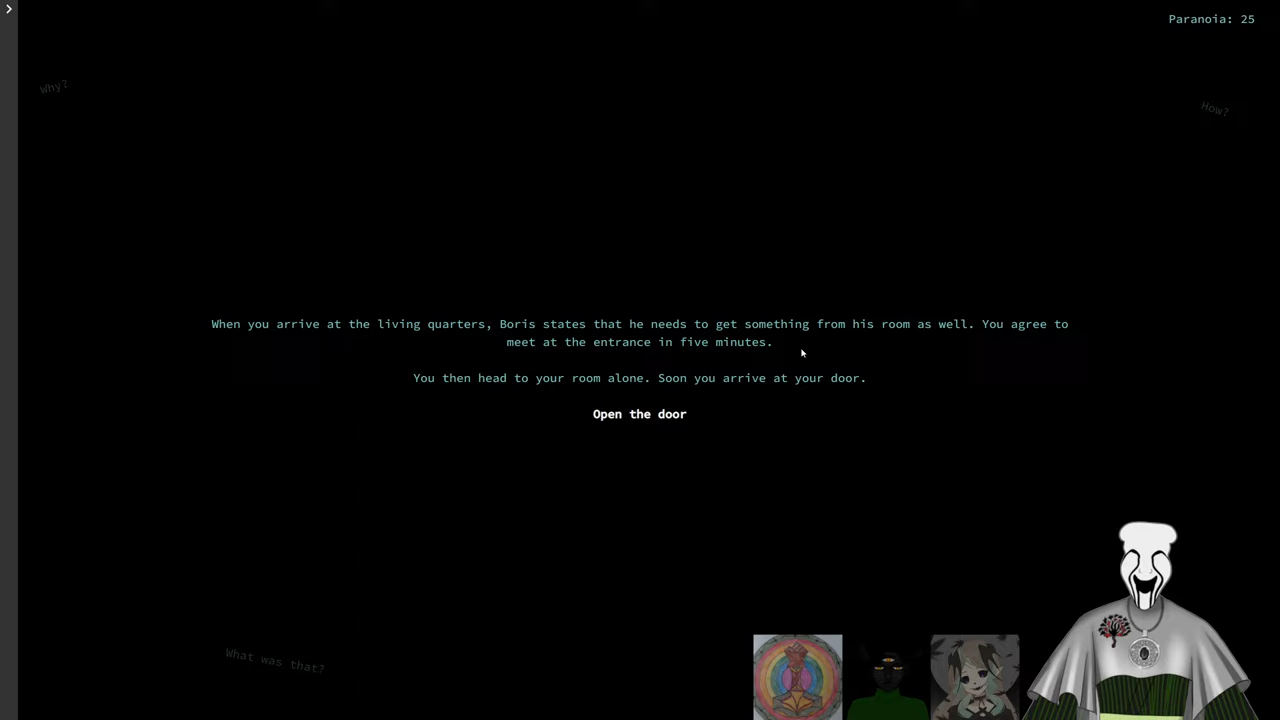 Paranoia: 25
Why?
How?
When you arrive at the living quarters, Boris states that he needs to get something from his room as well. You agree to
meet at the entrance in five minutes.
You then head to your room alone. Soon you arrive at your door.
Open the door
What was that?